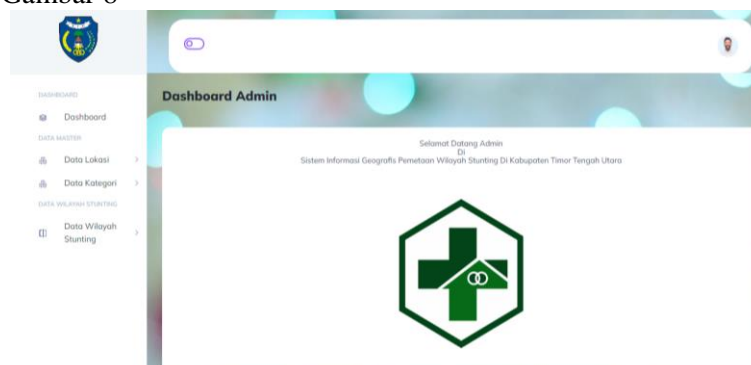 Gambar 8
DASHBOARD
Dashboard
DATA MASTER
Data Lokasi
Data Kategori
DATA WILAYAH STUNTING
Data Wilayah
Stunting
Dashboard Admin
Selamat Datang Admin
Di
Sistem Informasi Geografis Pemetaan Wilayah Stunting Di Kabupaten Timor Tengah Utara